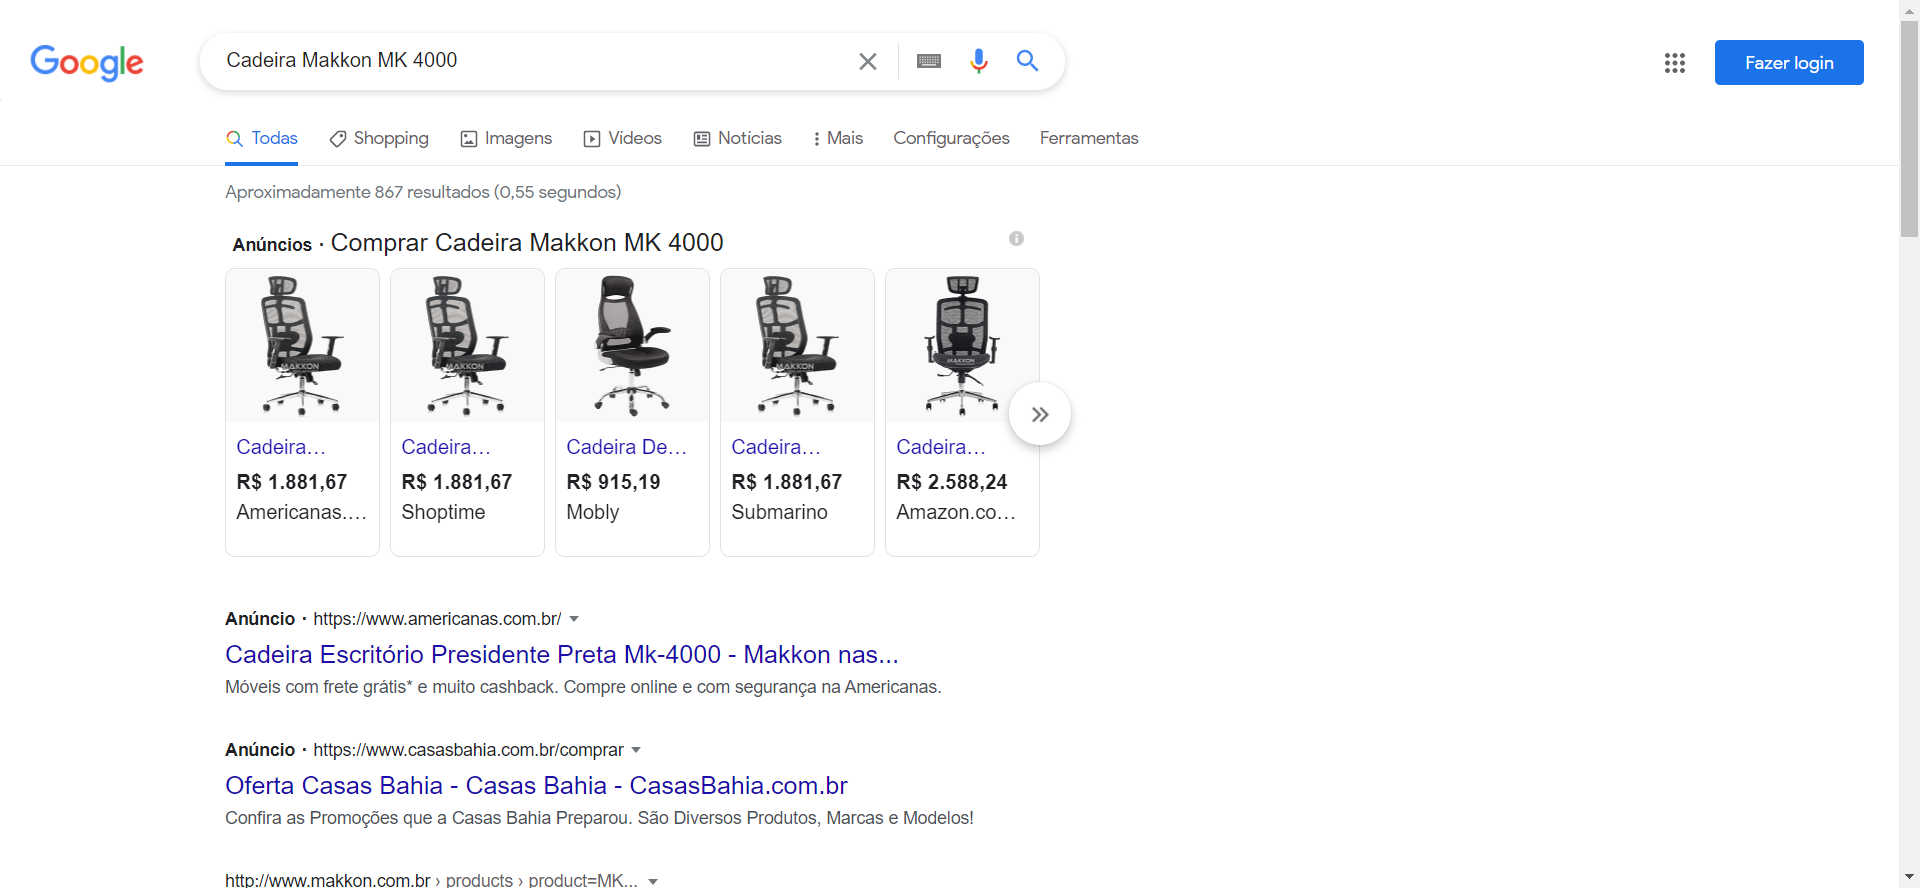 Google
Cadeira Makkon MK 4000
Fazer login
Todas
Shopping
Imagens
Vídeos
Notícias
Mais
Configurações
Ferramentas
Aproximadamente 867 resultados (0,55 segundos)
Anúncios · Comprar Cadeira Makkon MK 4000
MAKKON
MAKKON
MAKKON
MAKKON
Cadeira...
R$ 1.881,67
Americanas....
Cadeira...
R$ 1.881,67
Shoptime
Cadeira De...
R$ 915,19
Mobly
Cadeira...
R$ 1.881,67
Submarino
Cadeira...
R$ 2.588,24
Amazon.co...
Anúncio · https://www.americanas.com.br/
Cadeira Escritório Presidente Preta Mk-4000 - Makkon nas...
Móveis com frete grátis* e muito cashback. Compre online e com segurança na Americanas.
Anúncio · https://www.casasbahia.com.br/comprar
Oferta Casas Bahia - Casas Bahia - CasasBahia.com.br
Confira as Promoções que a Casas Bahia Preparou. São Diversos Produtos, Marcas e Modelos!
http://www.makkon.com.br › products › product=MK...